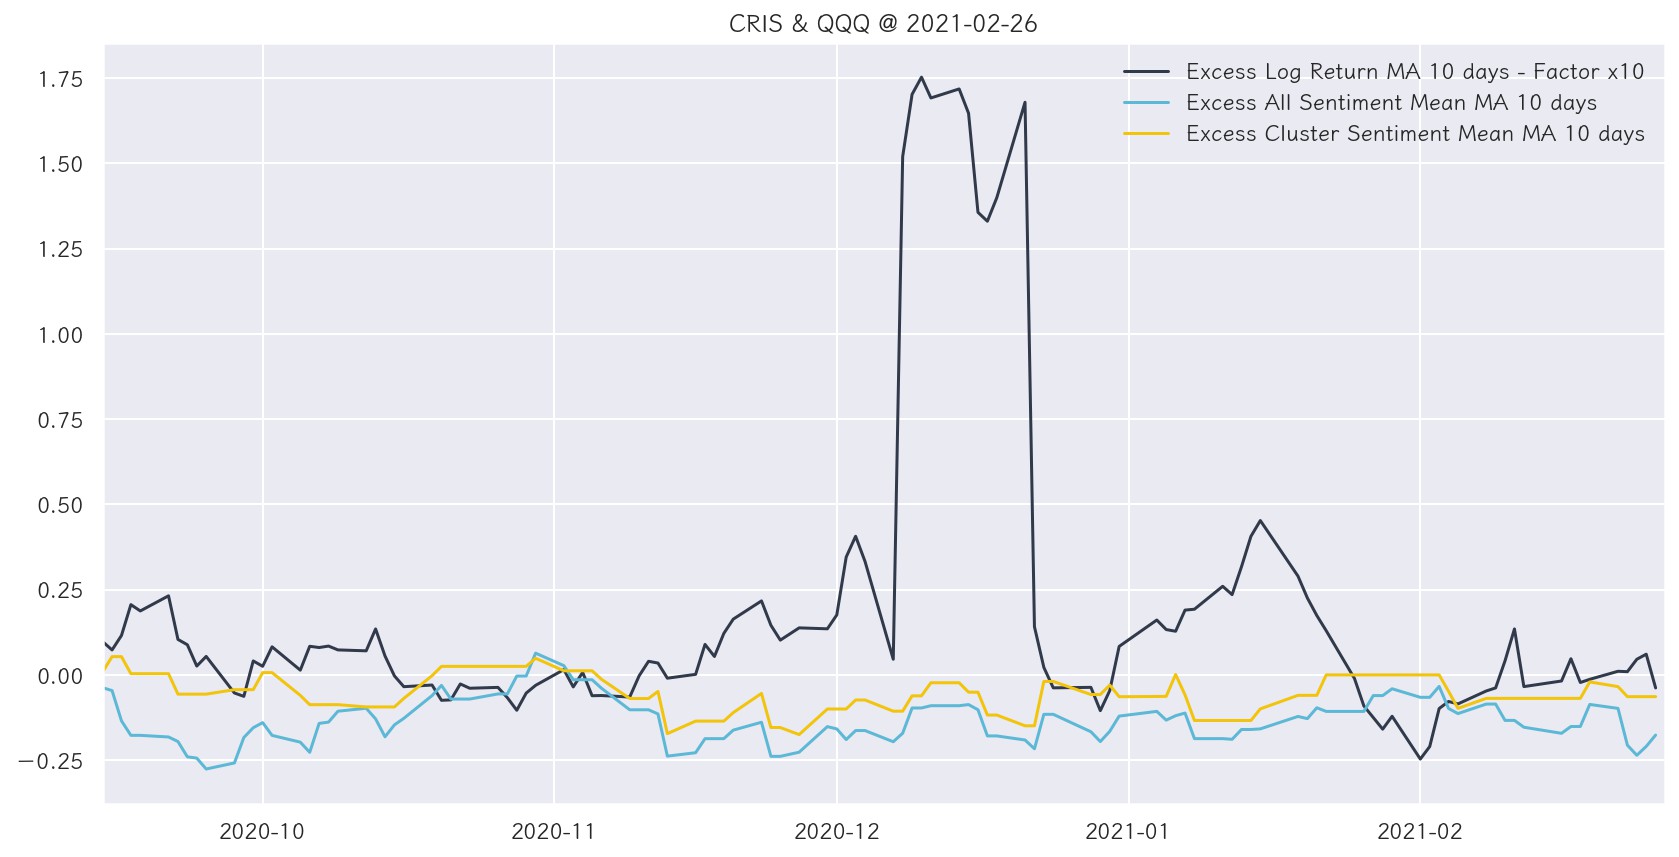 CRIS & QQQ @ 2021-02-26
Excess Log Return MA 10 days - Factor x10
Excess All Sentiment Mean MA 10 days
Excess Cluster Sentiment Mean MA 10 days
1.75
1.50
1.25
1.00
0.75
0.50
0.25
0.00
−0.25
2020-10 2020-11 2020-12 2021-01 2021-02